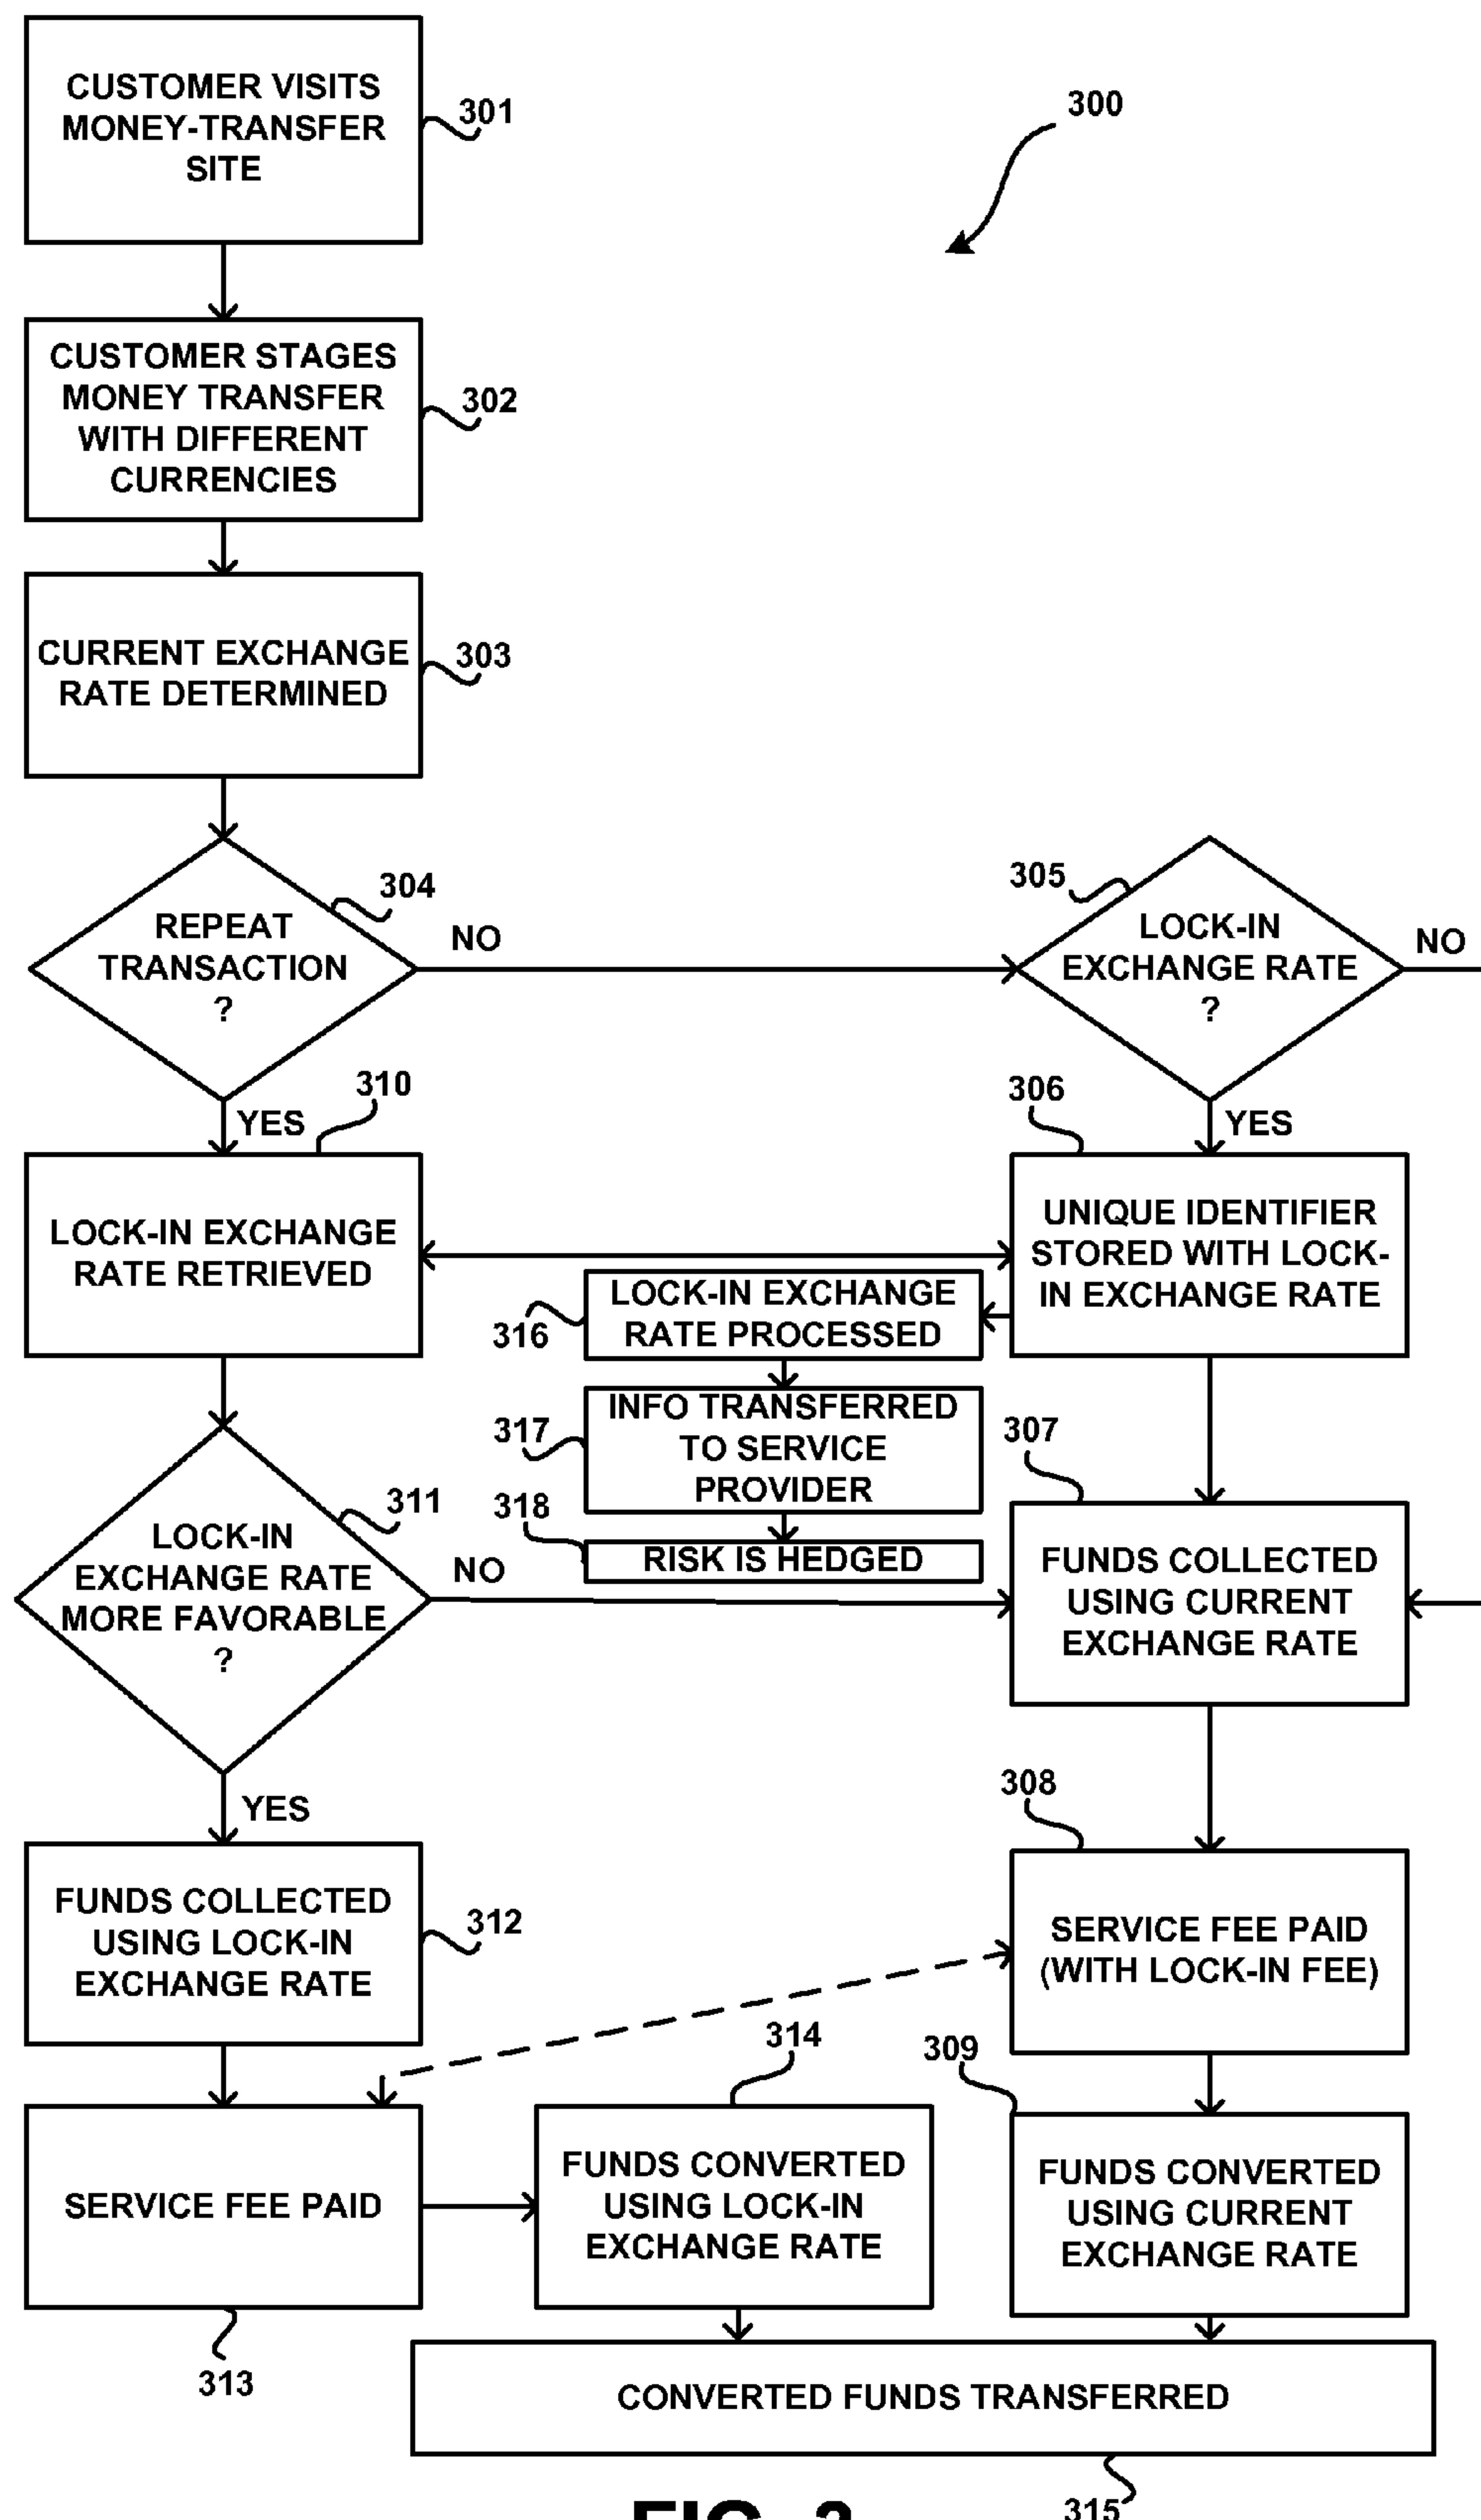 CUSTOMER VISITS
MONEY-TRANSFER
SITE
301
300
CUSTOMER STAGES
MONEY TRANSFER
WITH DIFFERENT
CURRENCIES
302
CURRENT EXCHANGE
RATE DETERMINED
303
REPEAT
TRANSACTION
?
304
NO
305
LOCK-IN
EXCHANGE RATE
?
NO
YES
310
306
YES
LOCK-IN EXCHANGE
RATE RETRIEVED
UNIQUE IDENTIFIER
STORED WITH LOCK-
IN EXCHANGE RATE
316
LOCK-IN EXCHANGE
RATE PROCESSED
317
INFO TRANSFERRED
TO SERVICE
PROVIDER
318
RISK IS HEDGED
307
FUNDS COLLECTED
USING CURRENT
EXCHANGE RATE
311
LOCK-IN
EXCHANGE RATE
MORE FAVORABLE
?
NO
YES
308
SERVICE FEE PAID
(WITH LOCK-IN FEE)
FUNDS COLLECTED
USING LOCK-IN
EXCHANGE RATE
312
314
309
SERVICE FEE PAID
FUNDS CONVERTED
USING LOCK-IN
EXCHANGE RATE
FUNDS CONVERTED
USING CURRENT
EXCHANGE RATE
313
CONVERTED FUNDS TRANSFERRED
315
FIG.